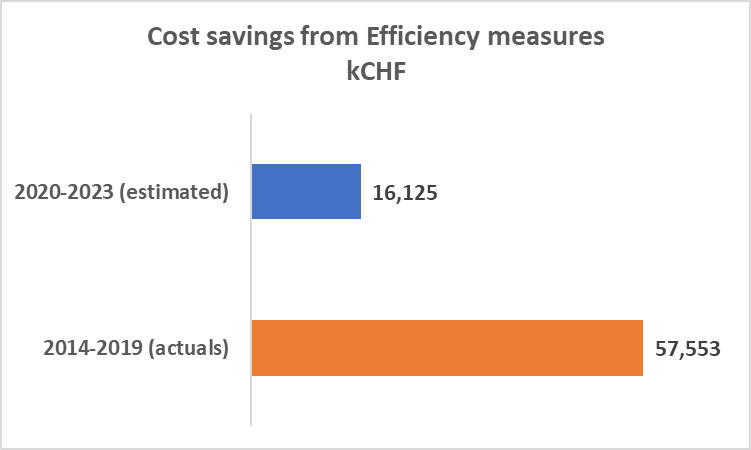 Cost savings from Efficiency measures
kCHF
2020-2023 (estimated)
16,125
2014-2019 (actuals)
57,553